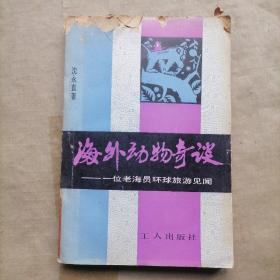 沈永直著
海外动物奇谈
——一位老海员环球旅游见闻
工人出版社